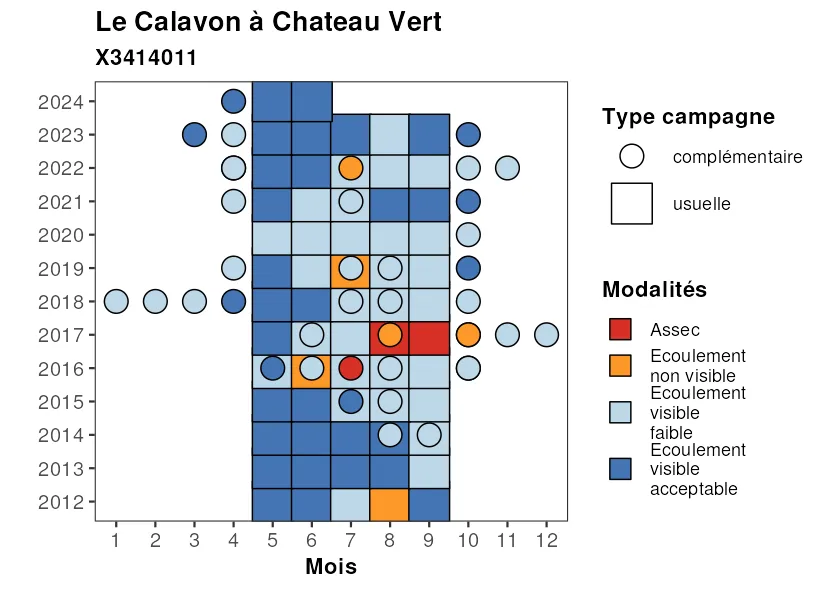 Le Calavon à Chateau Vert
X3414011
2024
2023
2022
2021
2020
2019
2018
2017
2016
2015
2014
2013
2012
1 2 3 4 5 6 7 8 9 10 11 12
Mois
Type campagne
complémentaire
usuelle
Modalités
Assec
Ecoulement
non visible
Ecoulement
visible
faible
Ecoulement
visible
acceptable